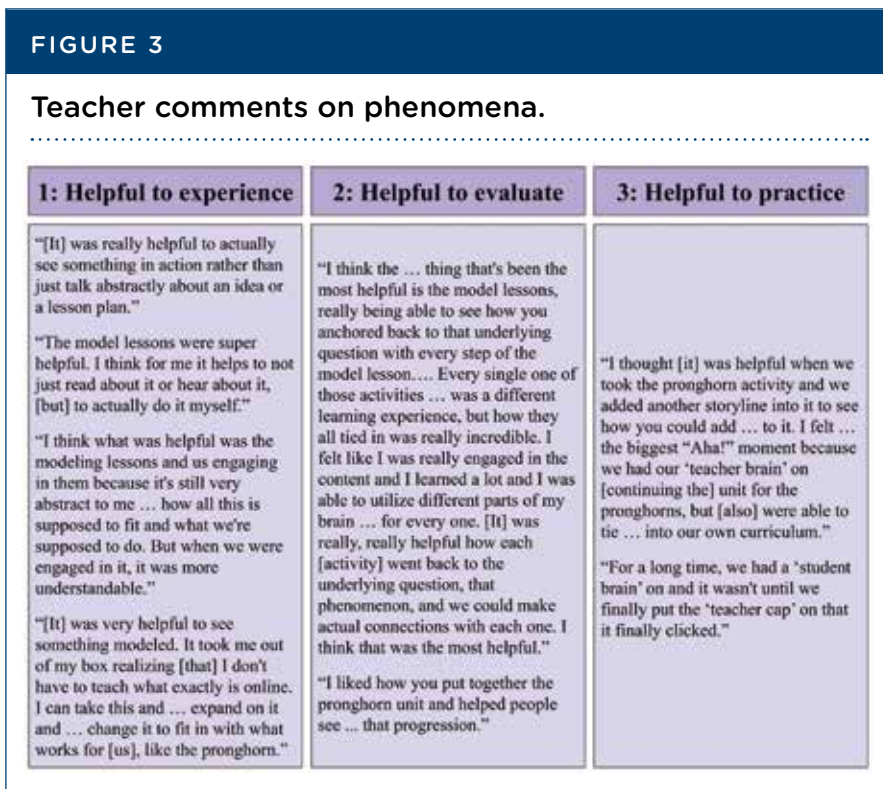 FIGURE 3
Teacher comments on phenomena.
1: Helpful to experience
“[It] was really helpful to actually
see something in action rather than
just talk abstractly about an idea or
a lesson plan.”
“The model lessons were super
helpful. I think for me it helps to not
just read about it or hear about it,
[but] to actually do it myself.”
“I think what was helpful was the
modeling lessons and us engaging
in them because it's still very
abstract to me … how all this is
supposed to fit and what we're
supposed to do. But when we were
engaged in it, it was more
understandable.”
“[It] was very helpful to see
something modeled. It took me out
of my box realizing [that] I don't
have to teach what exactly is online.
I can take this and … expand on it
and … change it to fit in with what
works for [us], like the pronghorn.”
2: Helpful to evaluate
“I think the … thing that's been the
most helpful is the model lessons,
really being able to see how you
anchored back to that underlying
question with every step of the
model lesson.… Every single one of
those activities … was a different
learning experience, but how they
all tied in was really incredible. I
felt like I was really engaged in the
content and I learned a lot and I was
able to utilize different parts of my
brain … for every one. [It] was
really, really helpful how each
[activity] went back to the
underlying question, that
phenomenon, and we could make
actual connections with each one. I
think that was the most helpful.”
“I liked how you put together the
pronghorn unit and helped people
see ... that progression.”
3: Helpful to practice
“I thought [it] was helpful when we
took the pronghorn activity and we
added another storyline into it to see
how you could add … to it. I felt …
the biggest “Aha!” moment because
we had our ‘teacher brain’ on
[continuing the] unit for the
pronghorns, but [also] were able to
tie … into our own curriculum.”
“For a long time, we had a ‘student
brain’ on and it wasn't until we
finally put the ‘teacher cap’ on that
it finally clicked.”